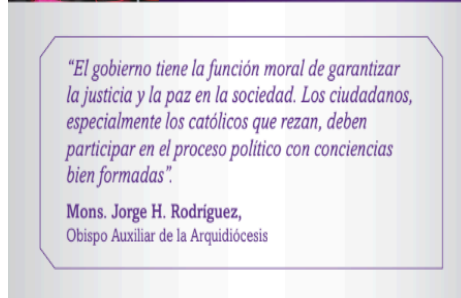 “El gobierno tiene la función moral de garantizar
la justicia y la paz en la sociedad. Los ciudadanos,
especialmente los católicos que rezan, deben
participar en el proceso político con conciencias
bien formadas”.
Mons. Jorge H. Rodríguez,
Obispo Auxiliar de la Arquidiócesis